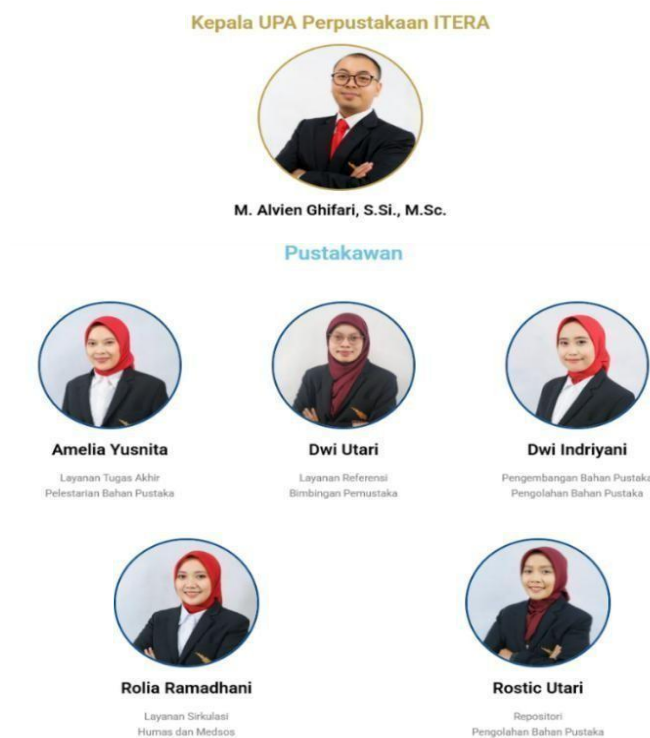 Kepala UPA Perpustakaan ITERA
M. Alvien Ghifari, S.Si., M.Sc.
Pustakawan
Amelia Yusnita
Layanan Tugas Akhir
Pelestarian Bahan Pustaka
Dwi Utari
Layanan Referensi
Bimbingan Pemustaka
Dwi Indriyani
Pengembangan Bahan Pustaka
Pengolahan Bahan Pustaka
Rolia Ramadhani
Layanan Sirkulasi
Humas dan Medsos
Rostic Utari
Repositori
Pengolahan Bahan Pustaka